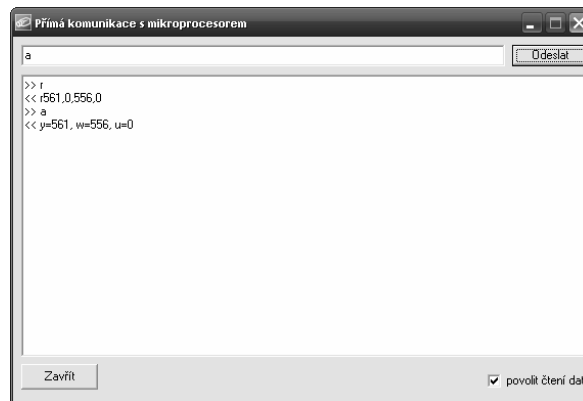 Přímá komunikace s mikroprocesorem
a
Odeslat
>> r
<< r561,0,556,0
>> a
<< y=561, w=556, u=0
Zavřít
povolit čtení dat